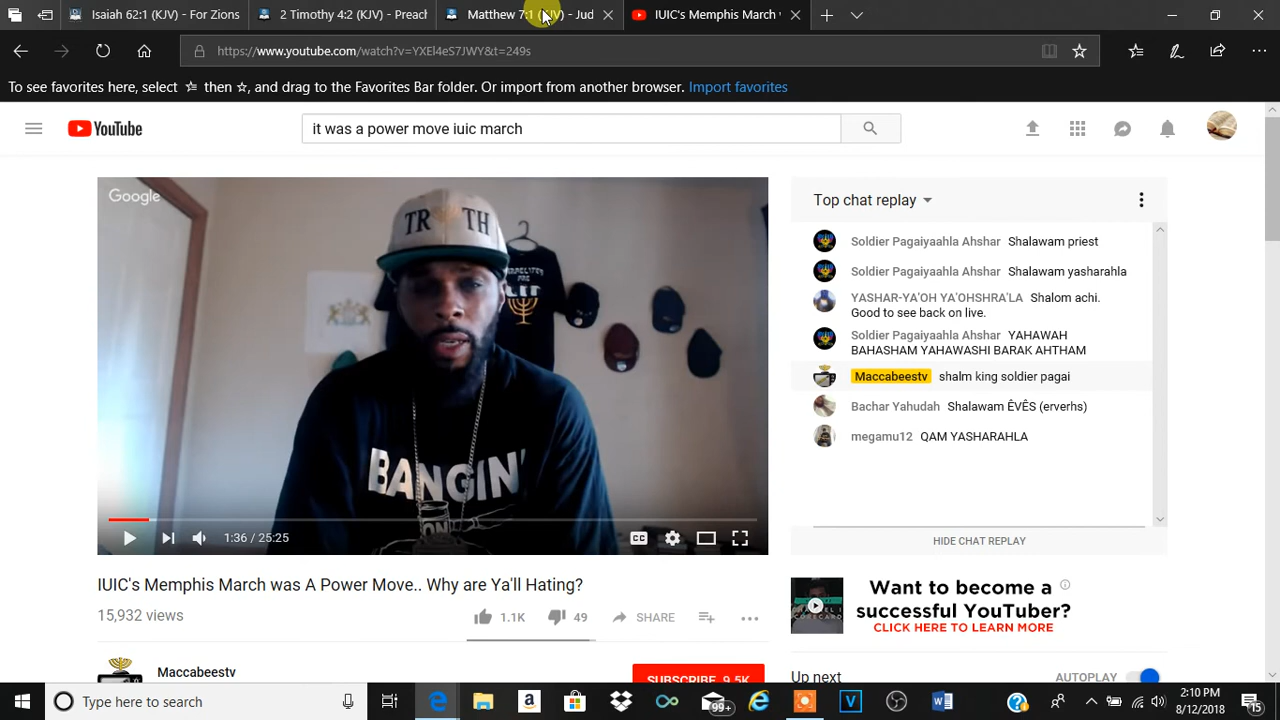 Isaiah 62:1 (KJV) - For Zions
2 Timothy 4:2 (KJV) - Preach
Matthew 7:1 (KJV) - Jud
IUIC's Memphis March
https://www.youtube.com/watch?v=YXEl4eS7JWY&t=249s
To see favorites here, select ☆ then ☆, and drag to the Favorites Bar folder. Or import from another browser. Import favorites
YouTube
it was a power move iuic march
Google
TRUTH
ISRAELITES
ARE
LIT
BANGIN'
1:36 / 25:25
CC
Top chat replay
Soldier Pagaiyaahla Ahshar Shalawam priest
Soldier Pagaiyaahla Ahshar Shalawam yasharahla
YASHAR-YA'OH YA'OHSHRA'LA Shalom achi.
Good to see back on live.
Soldier Pagaiyaahla Ahshar YAHAWAH
BAHASHAM YAHAWASHI BARAK AHTHAM
Maccabeestv shalm king soldier pagai
Bachar Yahudah Shalawam ÊVÊS (erverhs)
megamu12 QAM YASHARAHLA
HIDE CHAT REPLAY
IUIC's Memphis March was A Power Move.. Why are Ya'll Hating?
15,932 views
1.1K
49
SHARE
Maccabeestv
SUBSCRIBE 9.5K
Want to become a
successful YouTuber?
CLICK HERE TO LEARN MORE
Up next
AUTOPLAY
Type here to search
99+
2:10 PM
8/12/2018
15